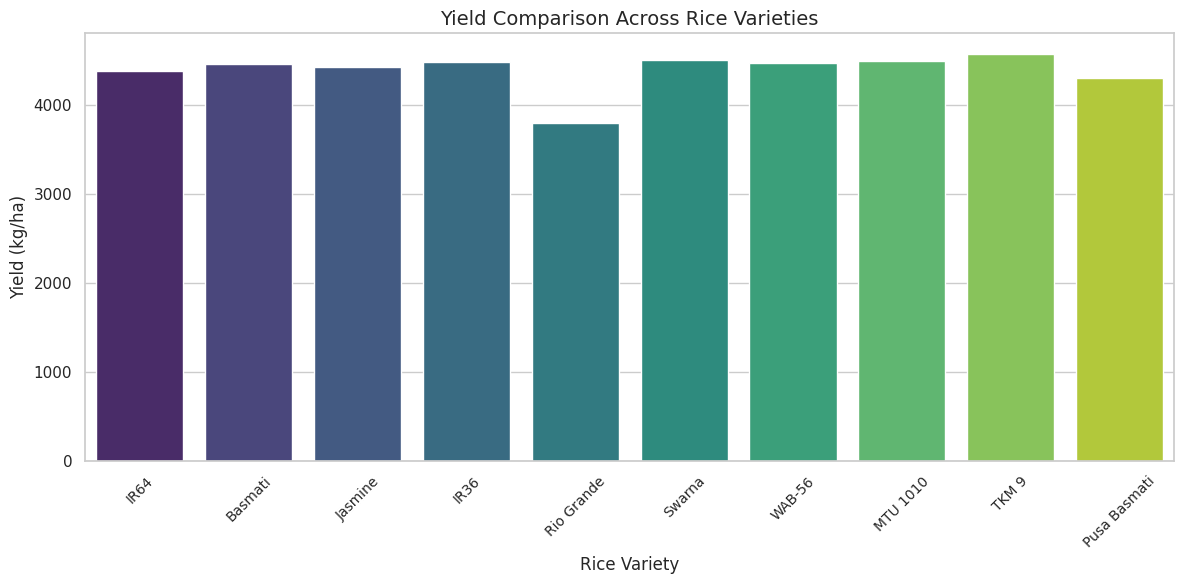 Yield Comparison Across Rice Varieties
Yield (kg/ha)
4000
3000
2000
1000
0
IR64
Basmati
Jasmine
IR36
Rio Grande
Swarna
WAB-56
MTU 1010
TKM 9
Pusa Basmati
Rice Variety